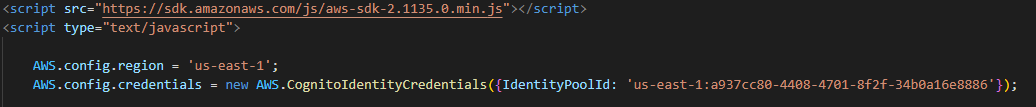 <script src="https://sdk.amazonaws.com/js/aws-sdk-2.1135.0.min.js"></script>
<script type="text/javascript">
AWS.config.region = 'us-east-1';
AWS.config.credentials = new AWS.CognitoIdentityCredentials({IdentityPoolId: 'us-east-1:a937cc80-4408-4701-8f2f-34b0a16e8886'});